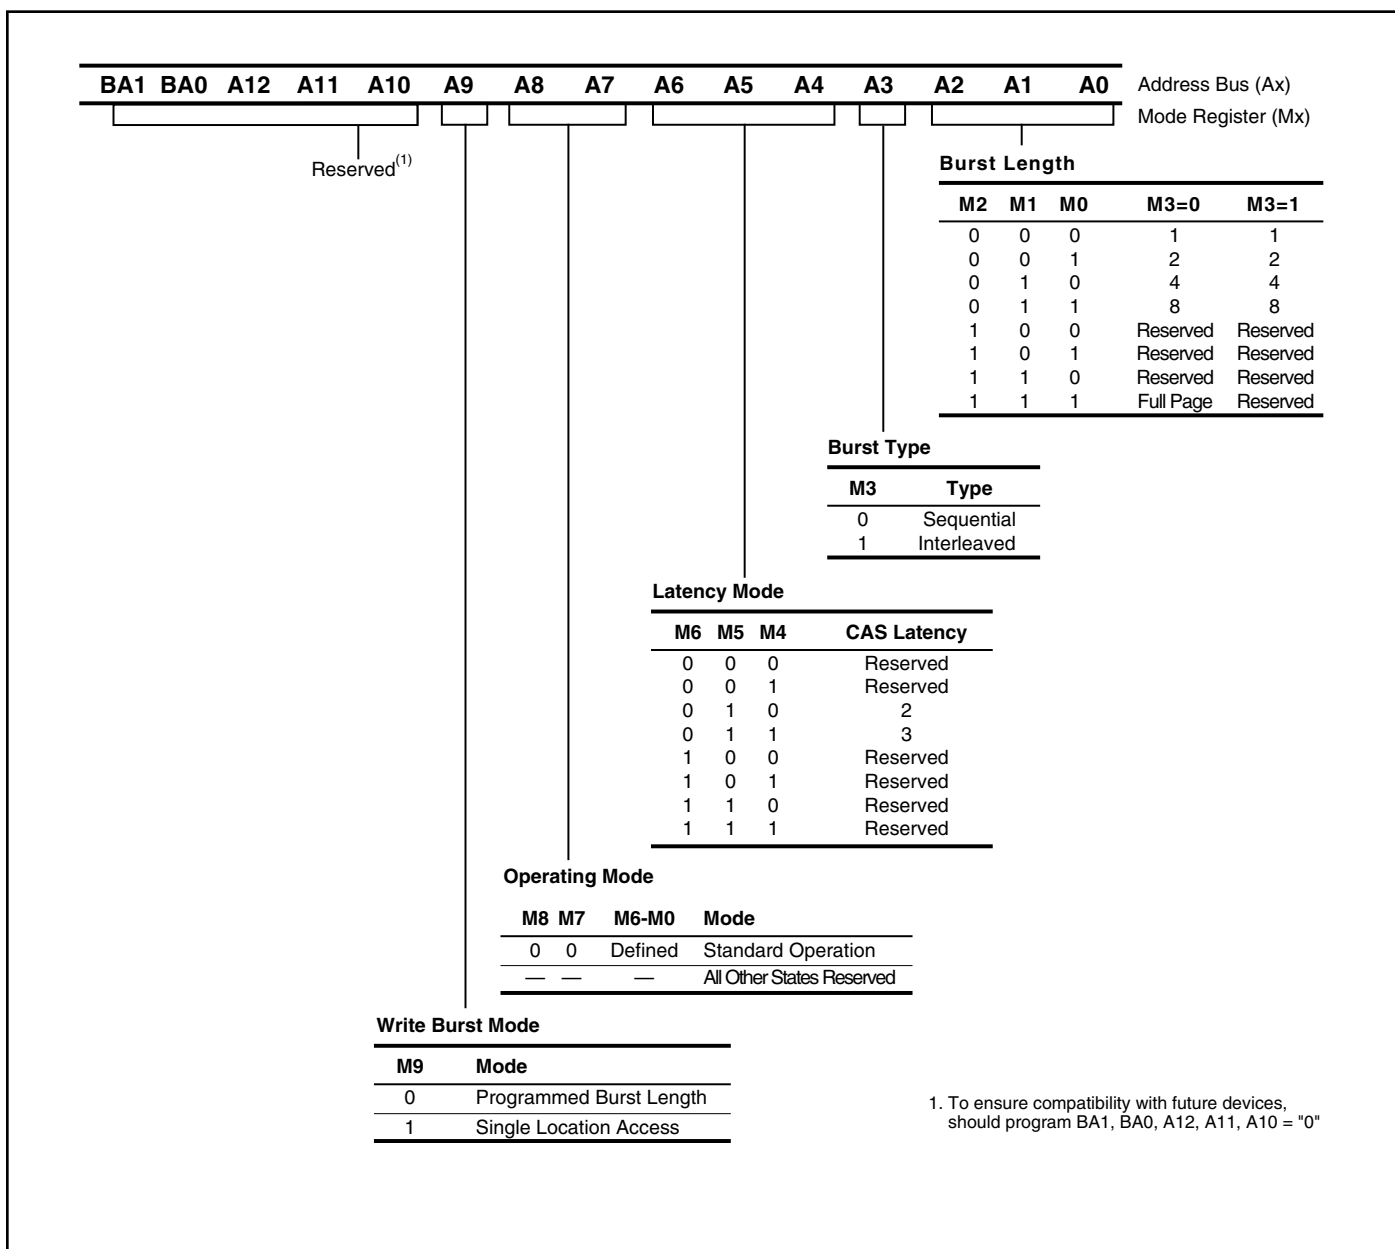 BA1 BA0 A12 A11 A10 A9 A8 A7 A6 A5 A4 A3 A2 A1 A0 Address Bus (Ax)
Mode Register (Mx)
Reserved(1)
Burst Length
M2 M1 M0 M3=0 M3=1
0 0 0 1 1
0 0 1 2 2
0 1 0 4 4
0 1 1 8 8
1 0 0 Reserved Reserved
1 0 1 Reserved Reserved
1 1 0 Reserved Reserved
1 1 1 Full Page Reserved
Burst Type
M3 Type
0 Sequential
1 Interleaved
Latency Mode
M6 M5 M4 CAS Latency
0 0 0 Reserved
0 0 1 Reserved
0 1 0 2
0 1 1 3
1 0 0 Reserved
1 0 1 Reserved
1 1 0 Reserved
1 1 1 Reserved
Operating Mode
M8 M7 M6-M0 Mode
0 0 Defined Standard Operation
— — — All Other States Reserved
Write Burst Mode
M9 Mode
0 Programmed Burst Length
1 Single Location Access
1. To ensure compatibility with future devices,
should program BA1, BA0, A12, A11, A10 = "0"